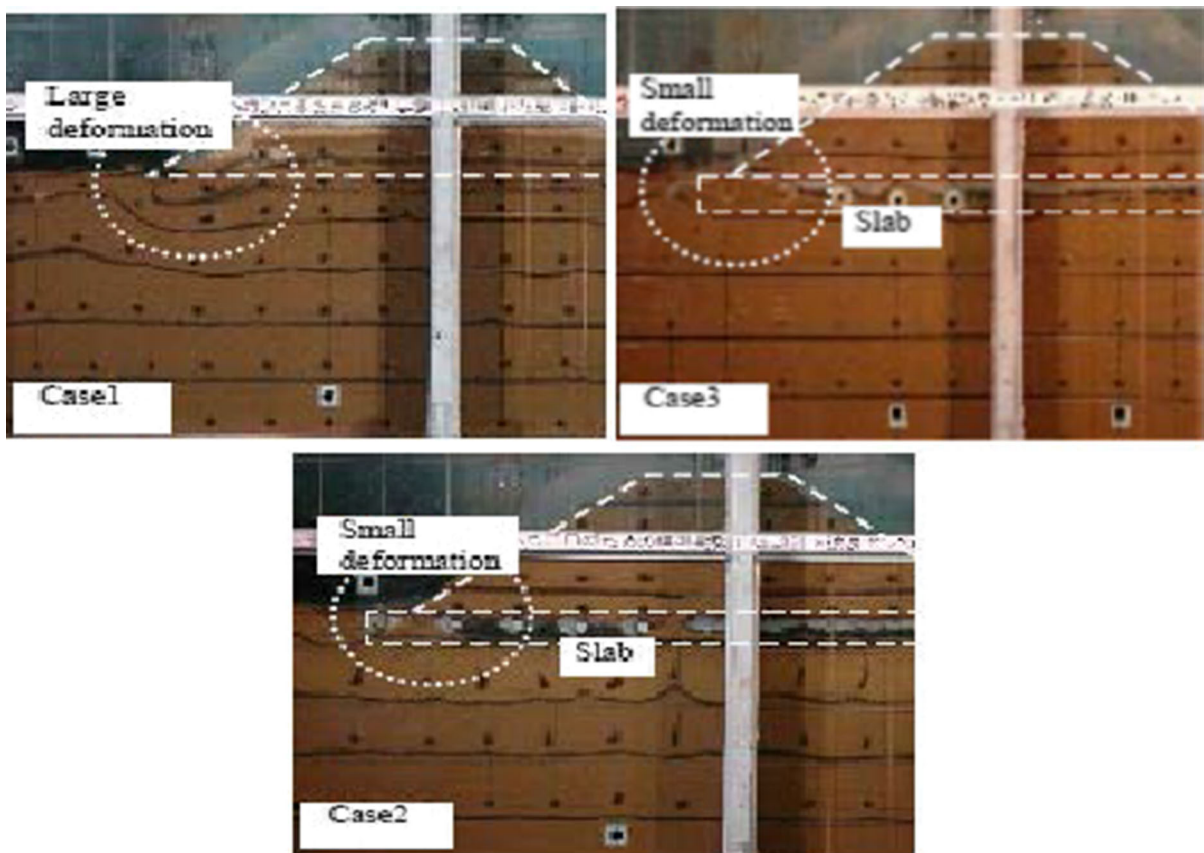 Large
deformation
Case1
Small
deformation
Slab
Case3
Small
deformation
Slab
Case2